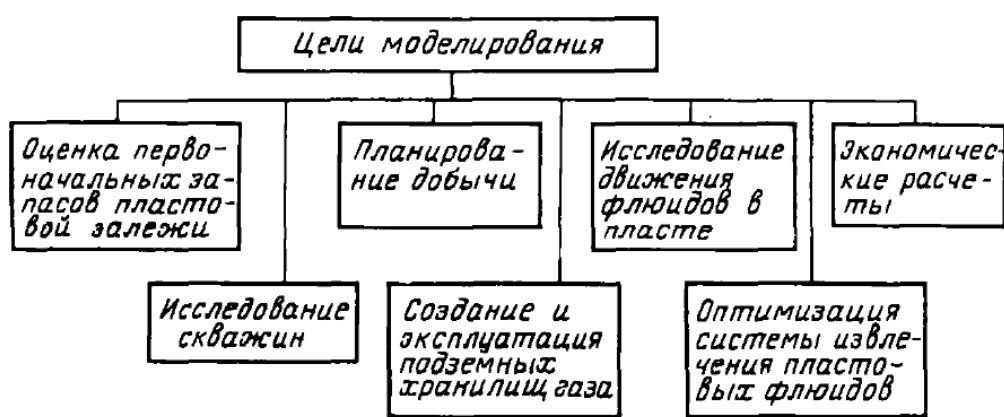 Цели моделирования
Оценка перво-
начальных за-
пасов пласто-
вой залежи
Планирова-
ние добычи
Исследование
движения
флюидов в
пласте
Экономичес-
кие расче-
ты
Исследование
скважин
Создание и
эксплуатация
подземных
хранилищ газа
Оптимизация
системы извле-
чения пласто-
вых флюидов